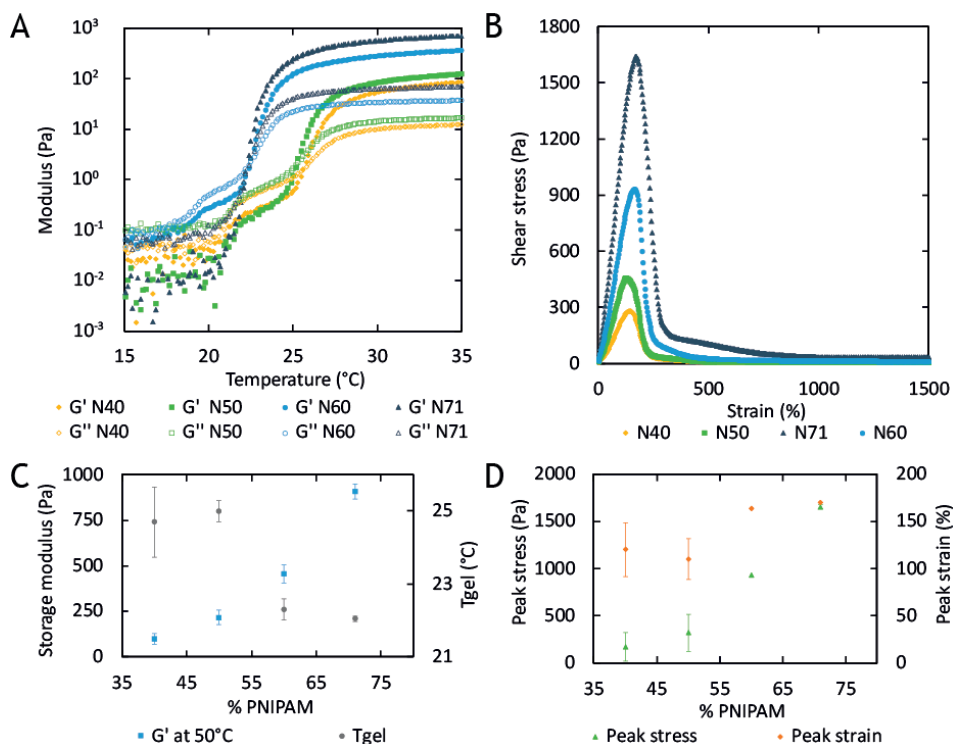 A
Modulus (Pa)
10³
10²
10¹
10⁰
10⁻¹
10⁻²
10⁻³
15 20 25 30 35
Temperature (°C)
G' N40 G' N50 G' N60 G' N71
G'' N40 G'' N50 G'' N60 G'' N71
B
Shear stress (Pa)
1800
1500
1200
900
600
300
0
0 500 1000 1500
Strain (%)
N40 N50 N71 N60
C
Storage modulus (Pa)
1000
750
500
250
0
25
24
23
22
21
Tgel (°C)
35 45 55 65 75
% PNIPAM
G' at 50°C Tgel
D
Peak stress (Pa)
2000
1500
1000
500
0
200
150
100
50
0
Peak strain (%)
35 45 55 65 75
% PNIPAM
Peak stress Peak strain